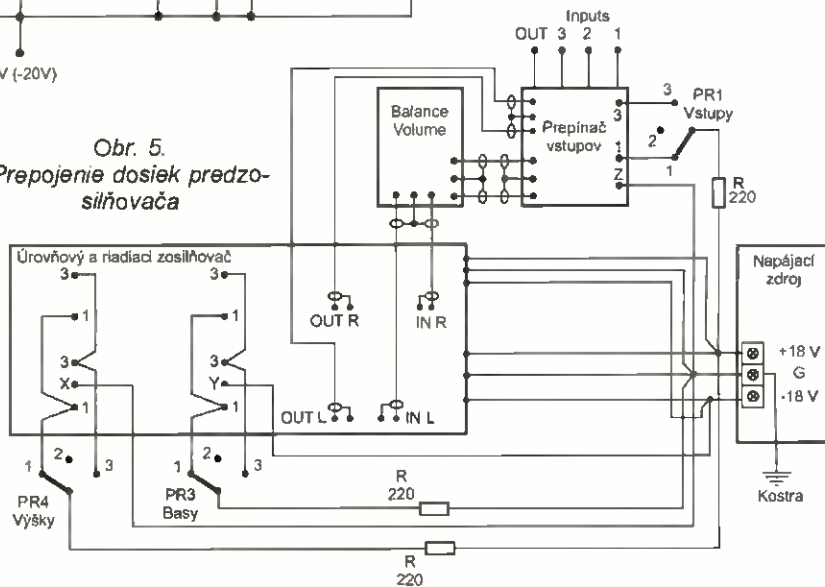 V (-20V)
Inputs
OUT 3 2 1
Balance
Volume
Prepínač
vstupov
3
1
Z
3
2
1
PR1
Vstupy
R
220
Obr. 5.
Prepojenie dosiek predzo-
silňovača
Úrovňový a riadiaci zosilňovač
3
1
3
X
1
3
1
3
Y
1
OUT R
IN R
OUT L
IN L
Napájací
zdroj
+18 V
G
-18 V
Kostra
1
2
3
PR4
Výšky
1
2
3
PR3
Basy
R
220
R
220